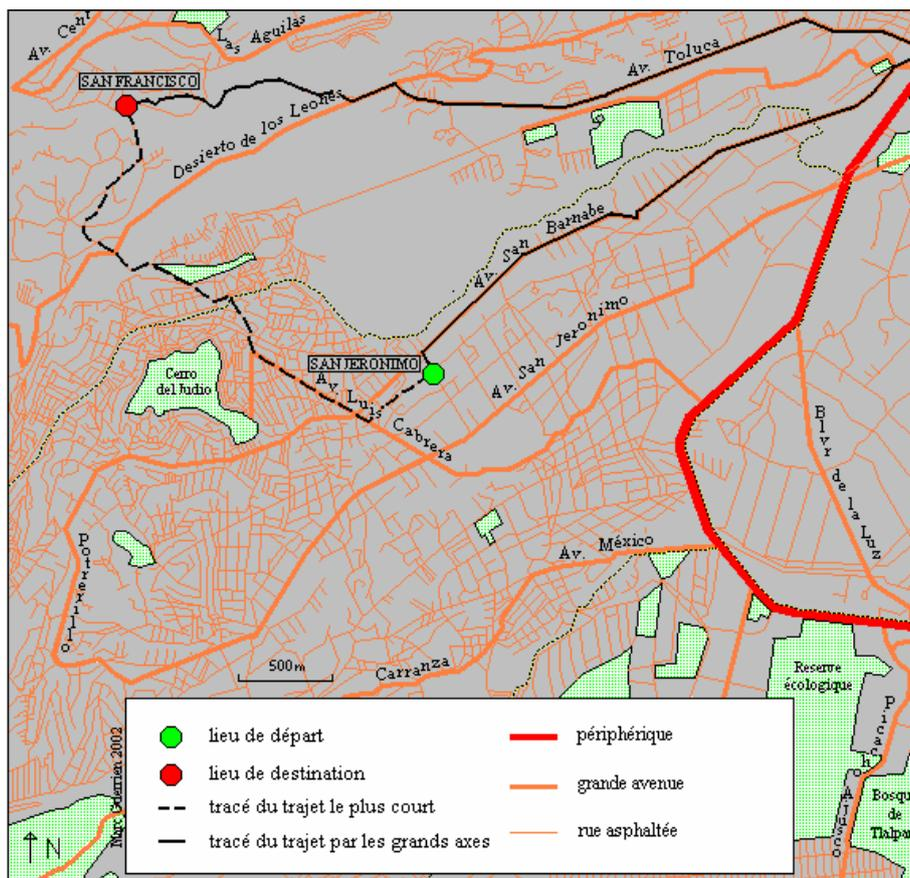 Av. Cent
Las Aguilas
SAN FRANCISCO
Av. Toluca
Desierto de los Leones
Av. San Barnabe
Av. San Jeronimo
SAN JERONIMO
Cerro
del Judio
Av. Luis Cabrera
Blvr de la Luz
Potrerillo
Av. México
500m
Carranza
Reserve
écologique
Picacho Ajusco
Bosqu
de
Tlalpan
Marc Guerrien 2002
N
lieu de départ
lieu de destination
tracé du trajet le plus court
tracé du trajet par les grands axes
périphérique
grande avenue
rue asphaltée